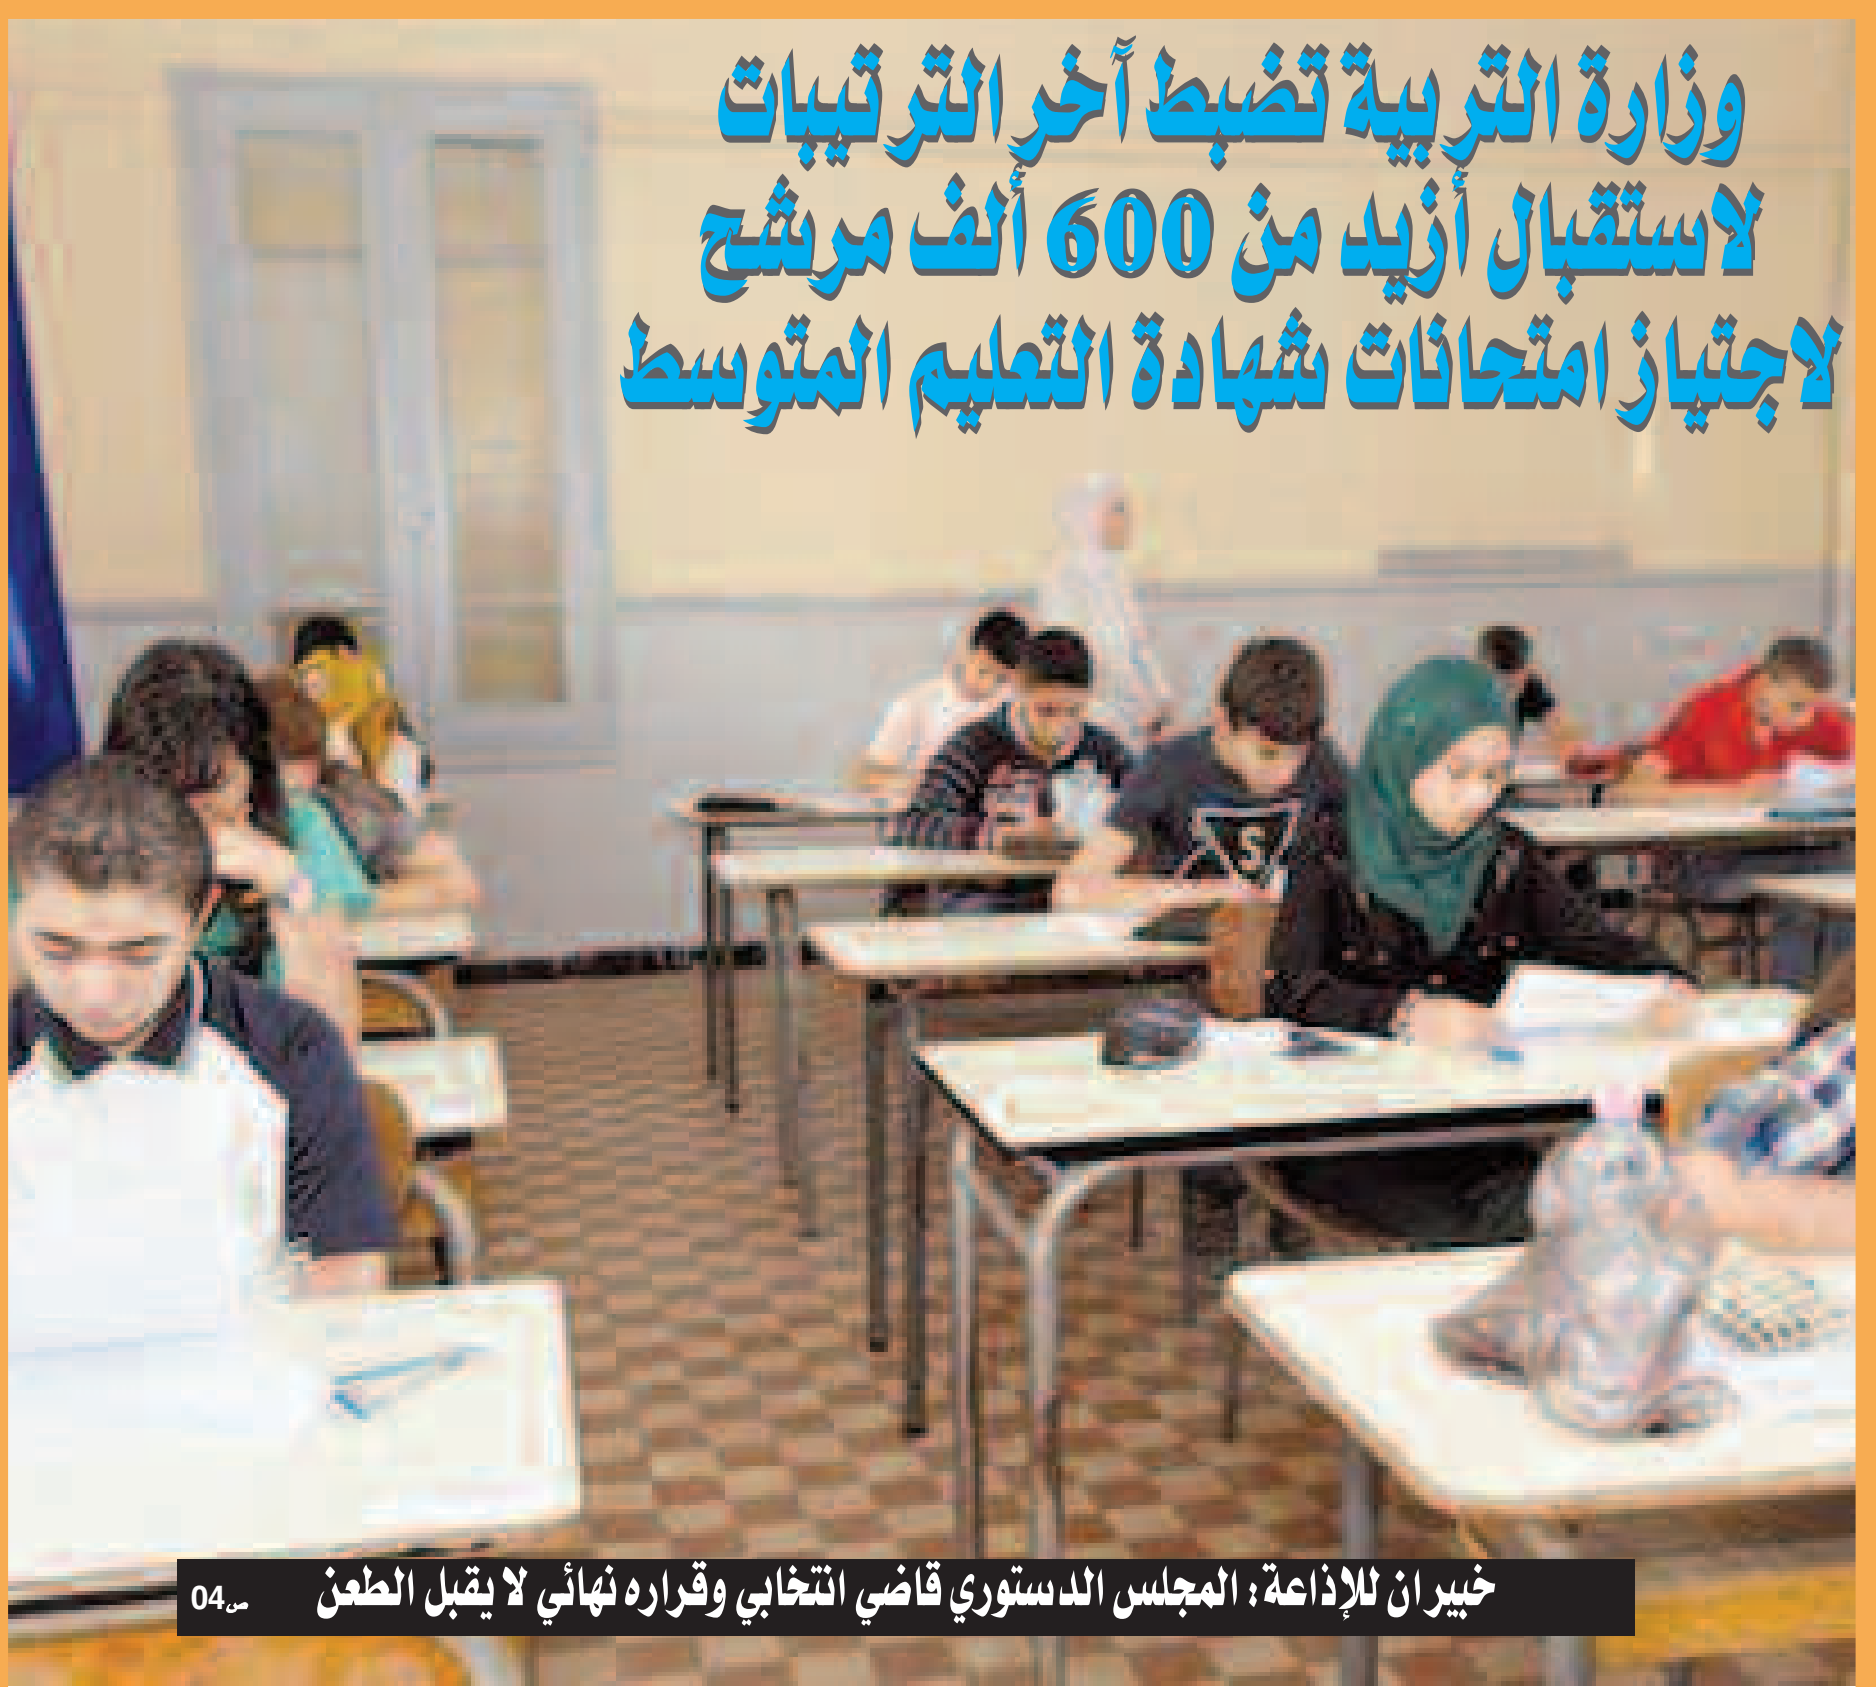 وزارة التربية تضبط آخر الترتيبات
لاستقبال أزيد من 600 ألف مرشح
لاجتياز امتحانات شهادة التعليم المتوسط
S
خبيران للإذاعة: المجلس الدستوري قاضي انتخابي وقراره نهائي لا يقبل الطعن ص04